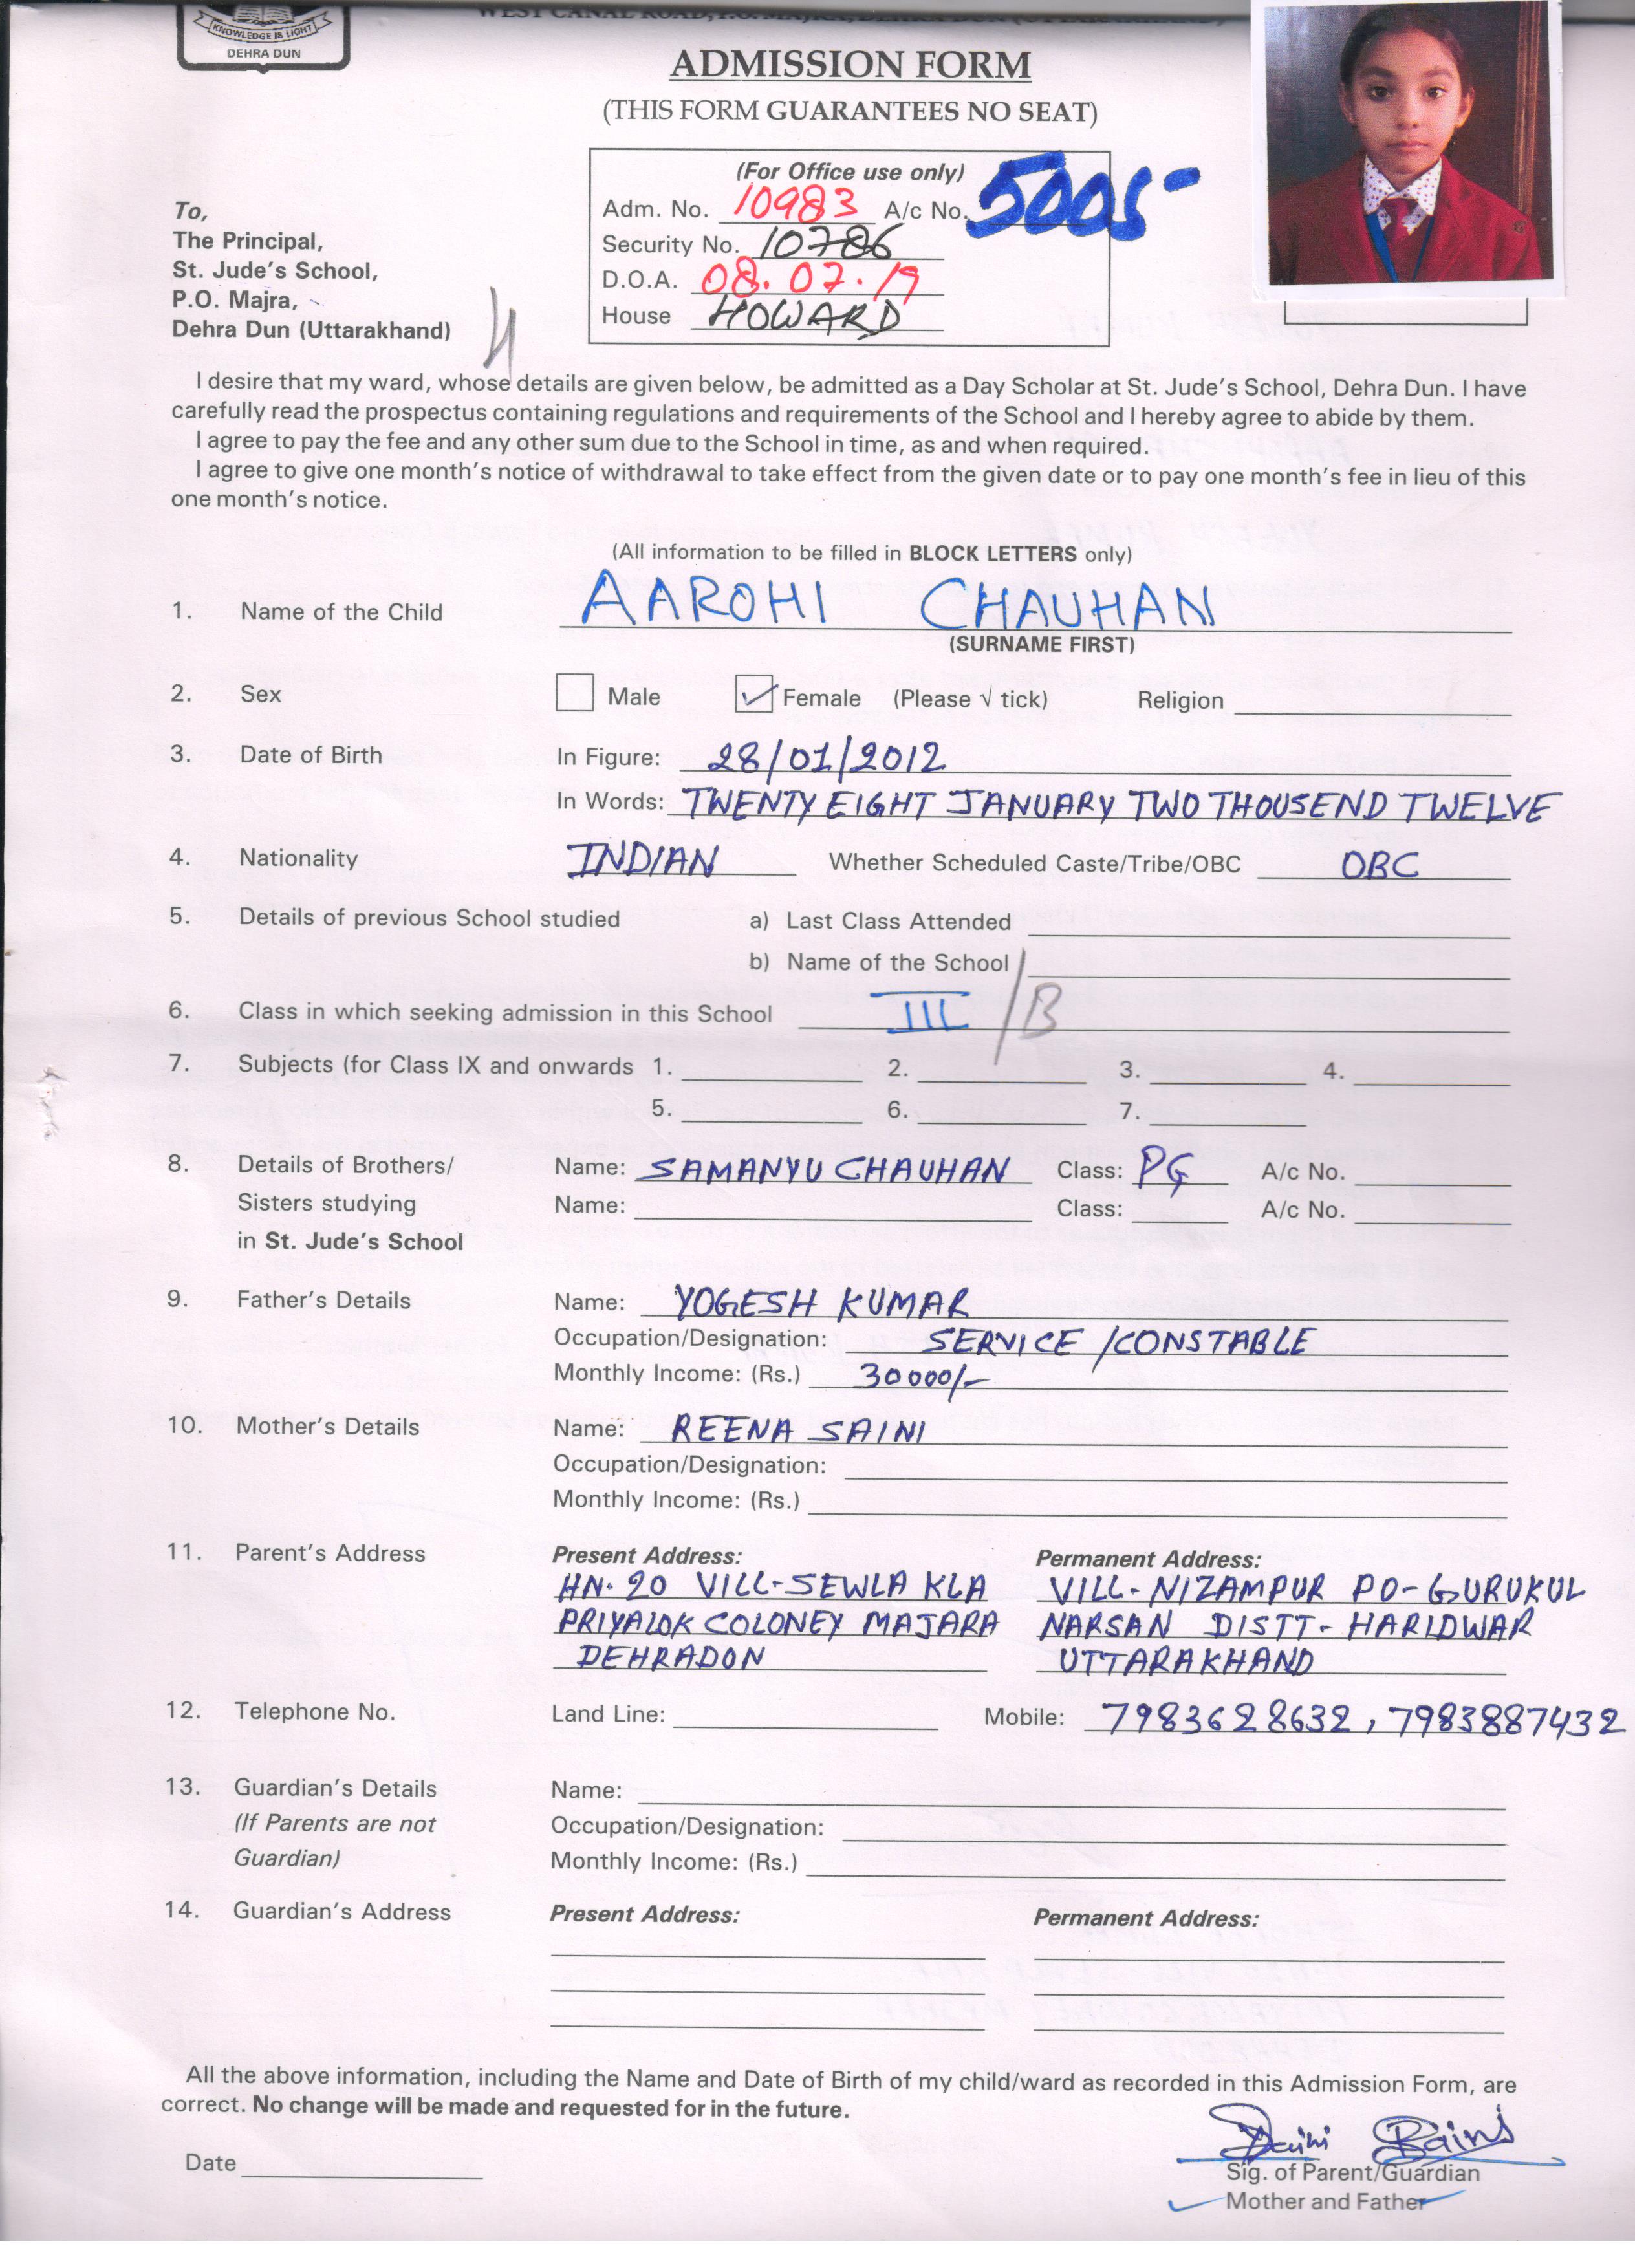 KNOWLEDGE IS LIGHT
DEHRA DUN
WEST CANAL ROAD, P.O. MAJRA, DEHRA DUN (UTTARAKHAND)
ADMISSION FORM
(THIS FORM GUARANTEES NO SEAT)
(For Office use only)
Adm. No. 10983 A/c No. 5005-
Security No. 10786
D.O.A. 08.07.19
House HOWARD
To,
The Principal,
St. Jude's School,
P.O. Majra,
Dehra Dun (Uttarakhand)
I desire that my ward, whose details are given below, be admitted as a Day Scholar at St. Jude's School, Dehra Dun. I have
carefully read the prospectus containing regulations and requirements of the School and I hereby agree to abide by them.
I agree to pay the fee and any other sum due to the School in time, as and when required.
I agree to give one month's notice of withdrawal to take effect from the given date or to pay one month's fee in lieu of this
one month's notice.
(All information to be filled in BLOCK LETTERS only)
1. Name of the Child AAROHI CHAUHAN
(SURNAME FIRST)
2. Sex Male ✓ Female (Please √ tick) Religion
3. Date of Birth In Figure: 28/01/2012
In Words: TWENTY EIGHT JANUARY TWO THOUSEND TWELVE
4. Nationality INDIAN Whether Scheduled Caste/Tribe/OBC OBC
5. Details of previous School studied a) Last Class Attended
b) Name of the School
6. Class in which seeking admission in this School III /B
7. Subjects (for Class IX and onwards 1. 2. 3. 4.
5. 6. 7.
8. Details of Brothers/ Name: SAMANYU CHAUHAN Class: PG A/c No.
Sisters studying Name: Class: A/c No.
in St. Jude's School
9. Father's Details Name: YOGESH KUMAR
Occupation/Designation: SERVICE /CONSTABLE
Monthly Income: (Rs.) 30000/-
10. Mother's Details Name: REENA SAINI
Occupation/Designation:
Monthly Income: (Rs.)
11. Parent's Address Present Address: Permanent Address:
HN. 20 VILL-SEWLA KLA VILL-NIZAMPUR PO-GURUKUL
PRIYALOK COLONEY MAJARA NARSAN DISTT- HARIDWAR
DEHRADON UTTARAKHAND
12. Telephone No. Land Line: Mobile: 7983628632, 7983887432
13. Guardian's Details Name:
(If Parents are not Occupation/Designation:
Guardian) Monthly Income: (Rs.)
14. Guardian's Address Present Address: Permanent Address:
All the above information, including the Name and Date of Birth of my child/ward as recorded in this Admission Form, are
correct. No change will be made and requested for in the future.
Date
Sig. of Parent/Guardian
Mother and Father